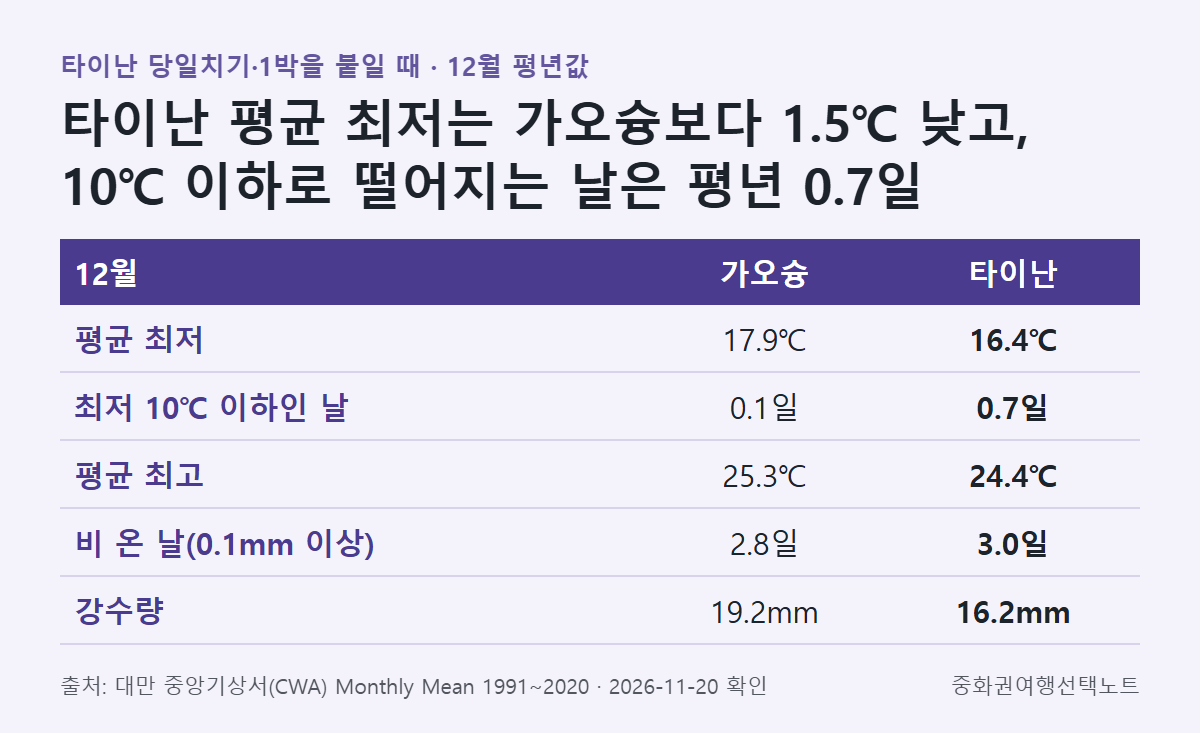 타이난 당일치기·1박을 붙일 때 · 12월 평년값
타이난 평균 최저는 가오슝보다 1.5℃ 낮고,
10℃ 이하로 떨어지는 날은 평년 0.7일
12월 가오슝 타이난
평균 최저 17.9℃ 16.4℃
최저 10℃ 이하인 날 0.1일 0.7일
평균 최고 25.3℃ 24.4℃
비 온 날(0.1mm 이상) 2.8일 3.0일
강수량 19.2mm 16.2mm
출처: 대만 중앙기상서(CWA) Monthly Mean 1991~2020 · 2026-11-20 확인 중화권여행선택노트